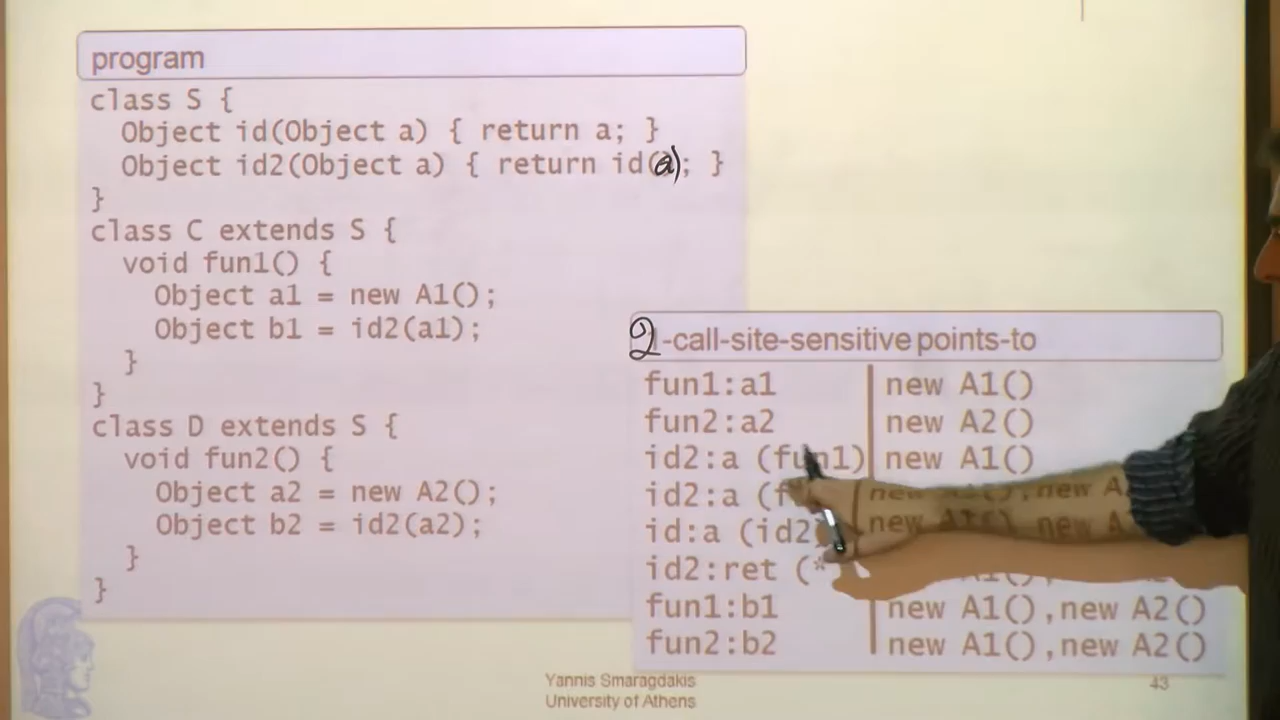 program
class S {
Object id(Object a) { return a; }
Object id2(Object a) { return id(a); }
}
class C extends S {
void fun1() {
Object a1 = new A1();
Object b1 = id2(a1);
}
}
class D extends S {
void fun2() {
Object a2 = new A2();
Object b2 = id2(a2);
}
}
2-call-site-sensitive points-to
fun1:a1 new A1()
fun2:a2 new A2()
id2:a (fun1) new A1()
id2:a
id:a (id2
id2:ret (*
fun1:b1 new A1(),new A2()
fun2:b2 new A1(),new A2()
Yannis Smaragdakis
University of Athens
43